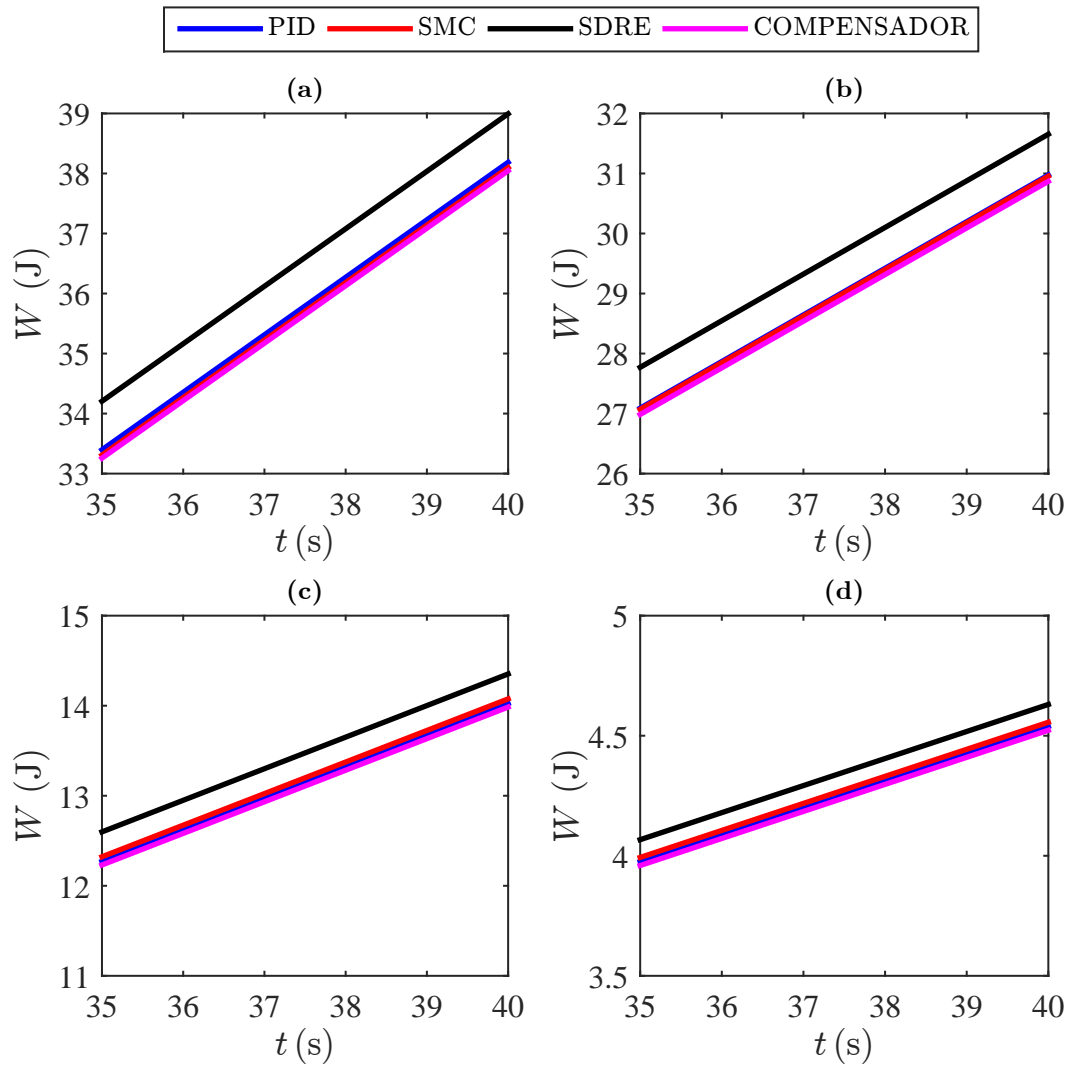 PID SMC SDRE COMPENSADOR
(a)
39
38
37
36
35
34
33
W (J)
35 36 37 38 39 40
t (s)
(b)
32
31
30
29
28
27
26
W (J)
35 36 37 38 39 40
t (s)
(c)
15
14
13
12
11
W (J)
35 36 37 38 39 40
t (s)
(d)
5
4.5
4
3.5
W (J)
35 36 37 38 39 40
t (s)